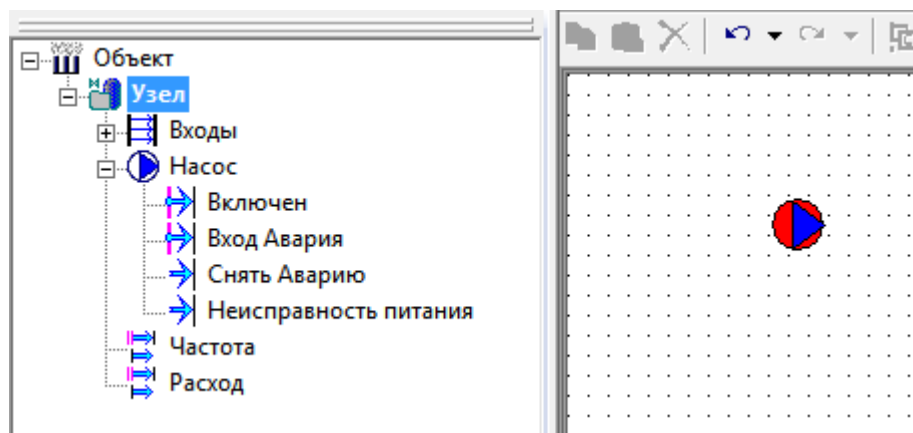 Объект
Узел
Входы
Насос
Включен
Вход Авария
Снять Аварию
Неисправность питания
Частота
Расход